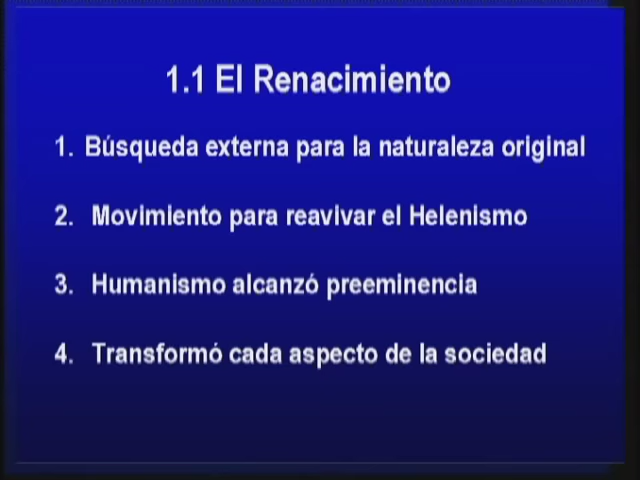 1.1 El Renacimiento
1. Búsqueda externa para la naturaleza original
2. Movimiento para reavivar el Helenismo
3. Humanismo alcanzó preeminencia
4. Transformó cada aspecto de la sociedad